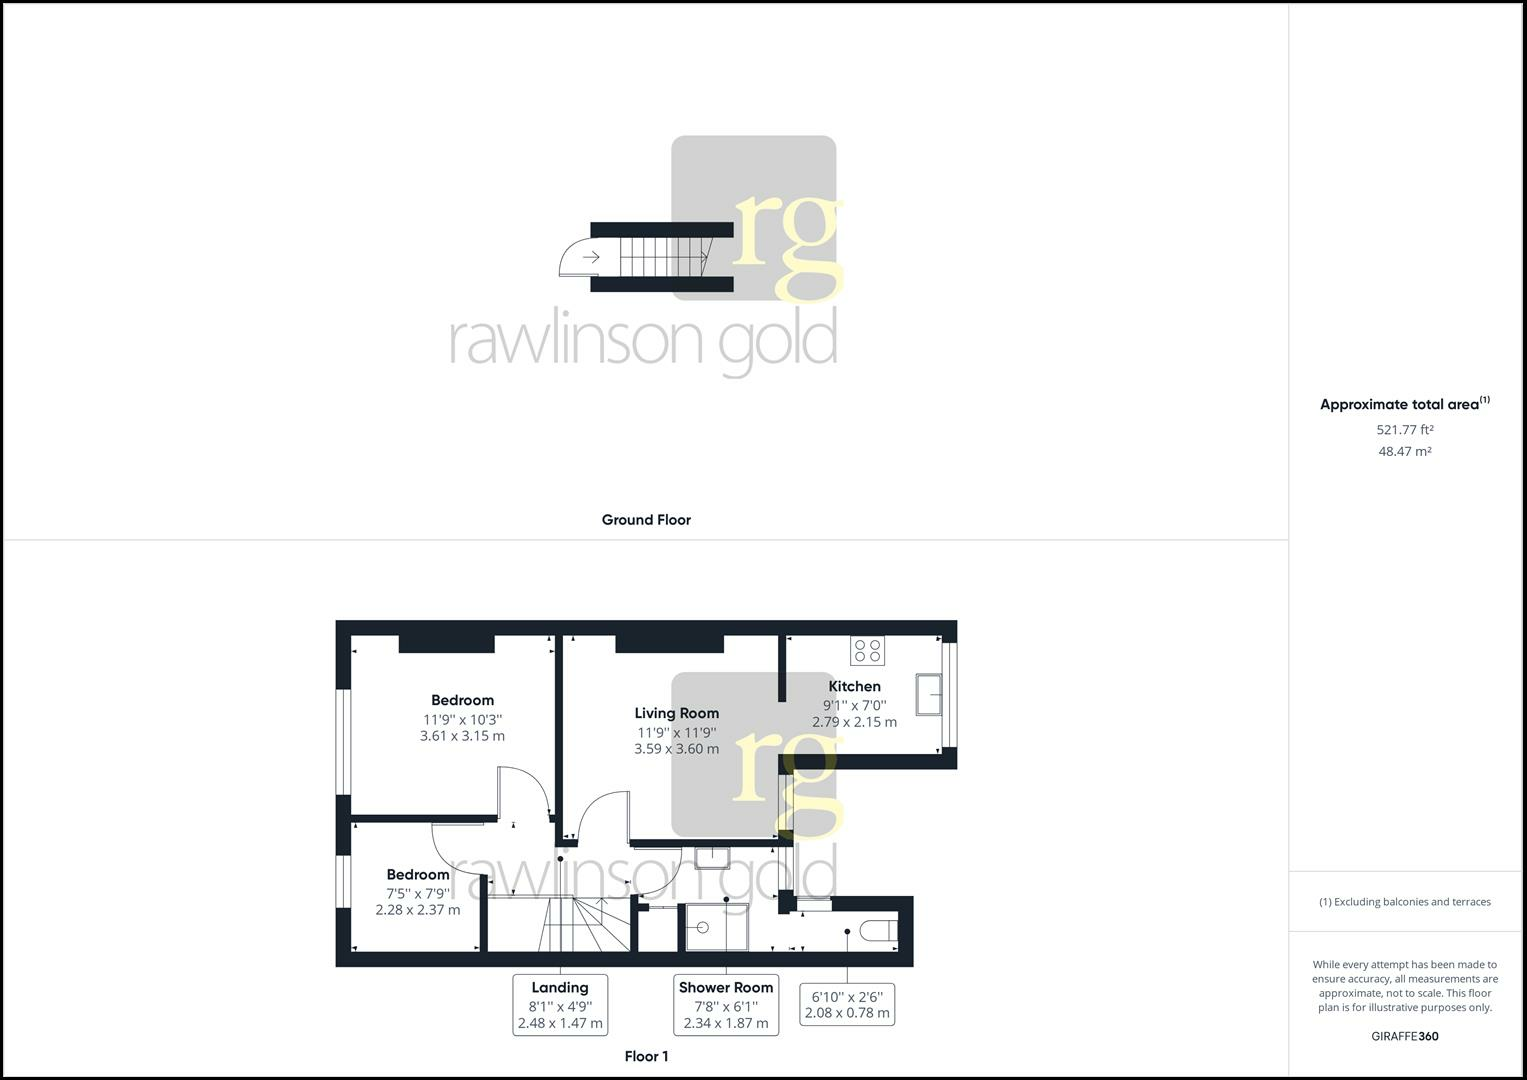 rg
rawlinson gold
Ground Floor
Approximate total area(1)
521.77 ft²
48.47 m²
Bedroom
11'9" x 10'3"
3.61 x 3.15 m
Living Room
11'9" x 11'9"
3.59 x 3.60 m
Kitchen
9'1" x 7'0"
2.79 x 2.15 m
rg
rawlinson gold
Bedroom
7'5" x 7'9"
2.28 x 2.37 m
Landing
8'1" x 4'9"
2.48 x 1.47 m
Shower Room
7'8" x 6'1"
2.34 x 1.87 m
6'10" x 2'6"
2.08 x 0.78 m
Floor 1
(1) Excluding balconies and terraces
While every attempt has been made to
ensure accuracy, all measurements are
approximate, not to scale. This floor
plan is for illustrative purposes only.
GIRAFFE360